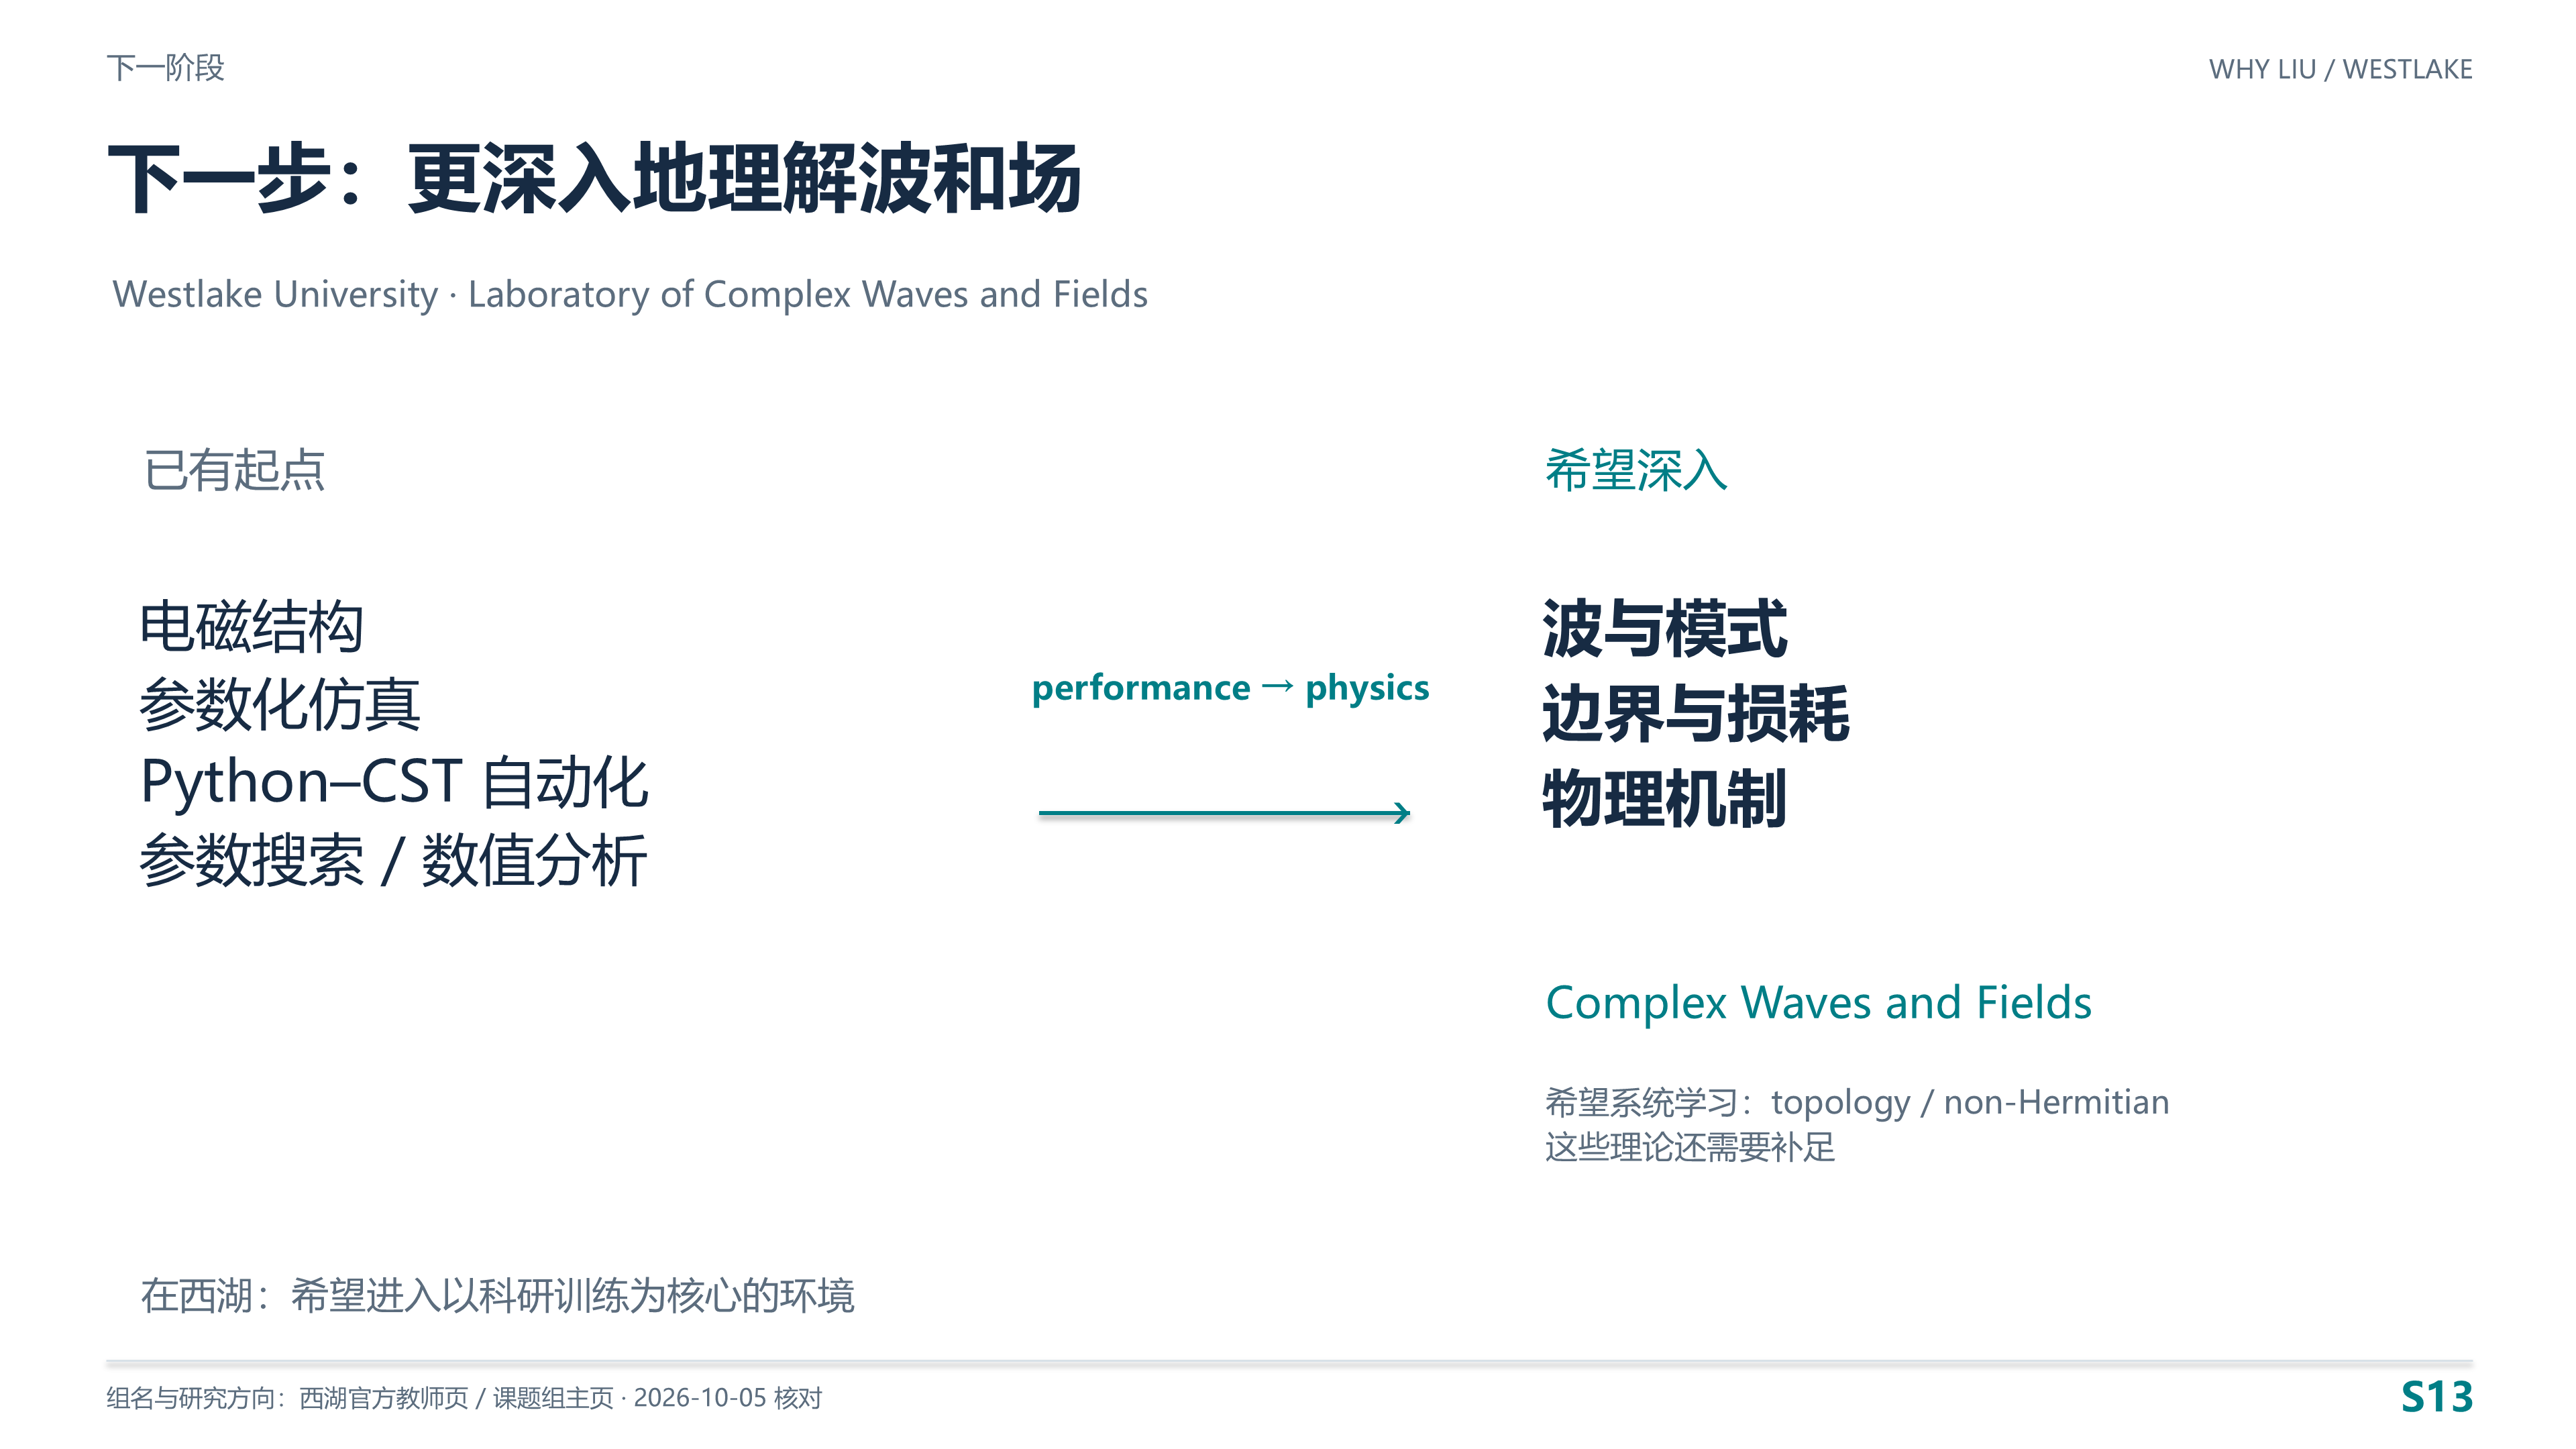 下一阶段
WHY LIU / WESTLAKE
下一步：更深入地理解波和场
Westlake University · Laboratory of Complex Waves and Fields
已有起点
电磁结构
参数化仿真
Python–CST 自动化
参数搜索 / 数值分析
performance → physics
希望深入
波与模式
边界与损耗
物理机制
Complex Waves and Fields
希望系统学习：topology / non-Hermitian
这些理论还需要补足
在西湖：希望进入以科研训练为核心的环境
组名与研究方向：西湖官方教师页 / 课题组主页 · 2026-10-05 核对
S13